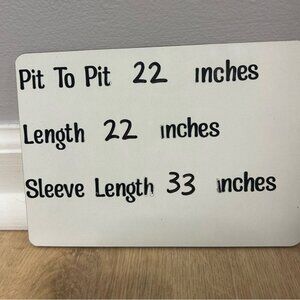 Pit To Pit 22 inches
Length 22 inches
Sleeve Length 33 inches